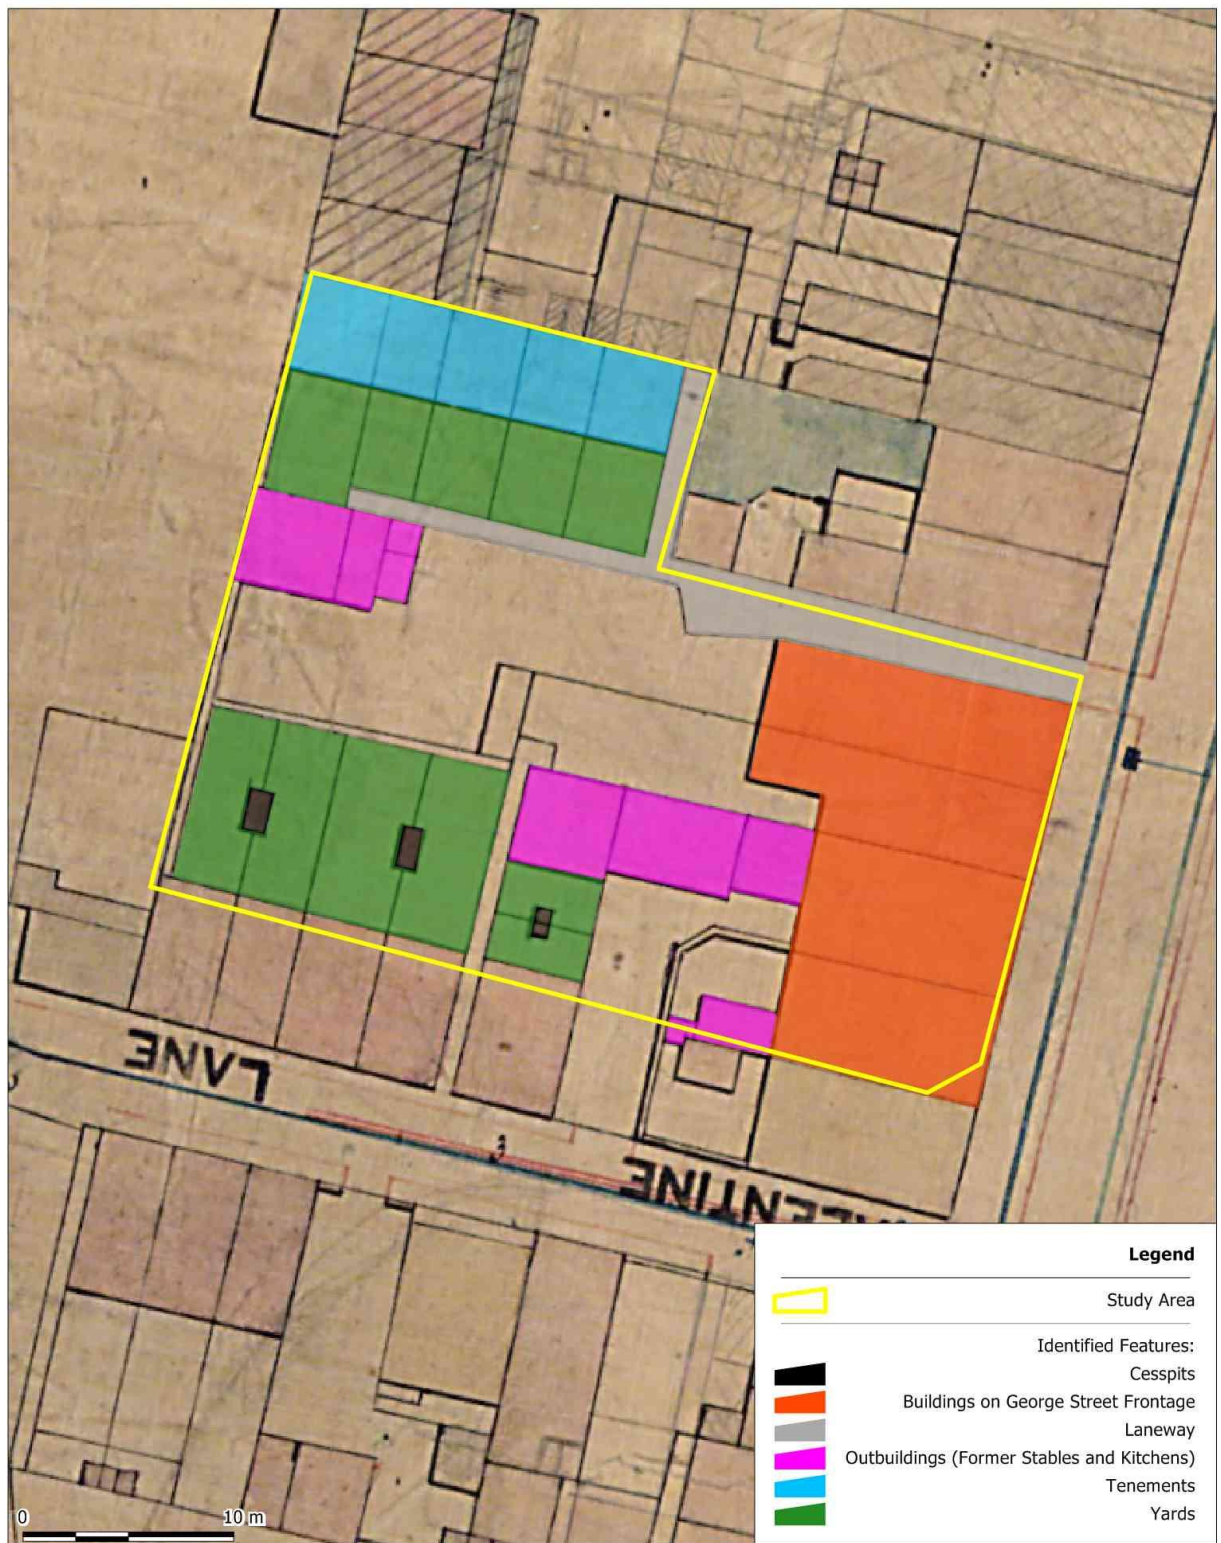 LANE
Legend
Study Area
Identified Features:
Cesspits
Buildings on George Street Frontage
Laneway
Outbuildings (Former Stables and Kitchens)
Tenements
Yards
0 10 m